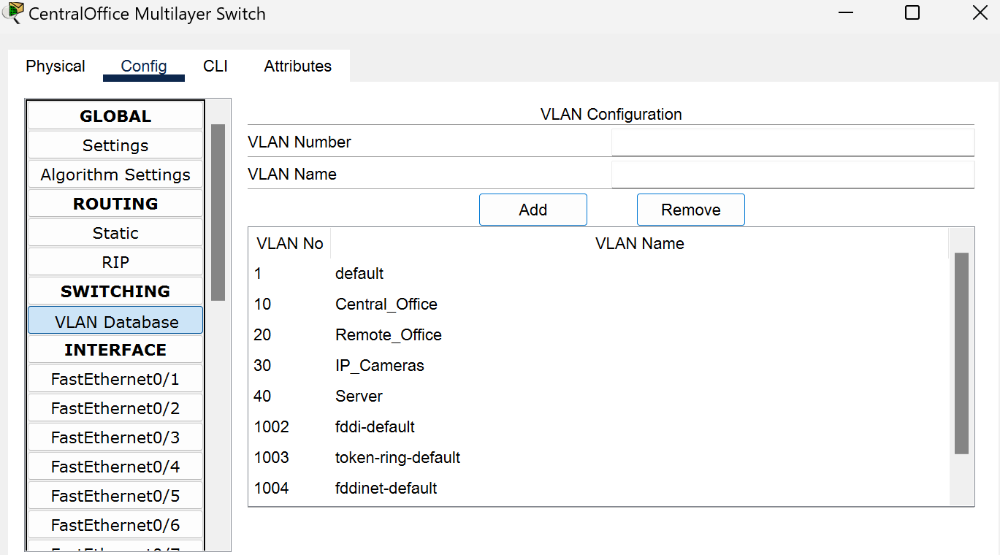 CentralOffice Multilayer Switch
Physical Config CLI Attributes
GLOBAL
Settings
Algorithm Settings
ROUTING
Static
RIP
SWITCHING
VLAN Database
INTERFACE
FastEthernet0/1
FastEthernet0/2
FastEthernet0/3
FastEthernet0/4
FastEthernet0/5
FastEthernet0/6
VLAN Configuration
VLAN Number
VLAN Name
Add Remove
VLAN No VLAN Name
1 default
10 Central_Office
20 Remote_Office
30 IP_Cameras
40 Server
1002 fddi-default
1003 token-ring-default
1004 fddinet-default